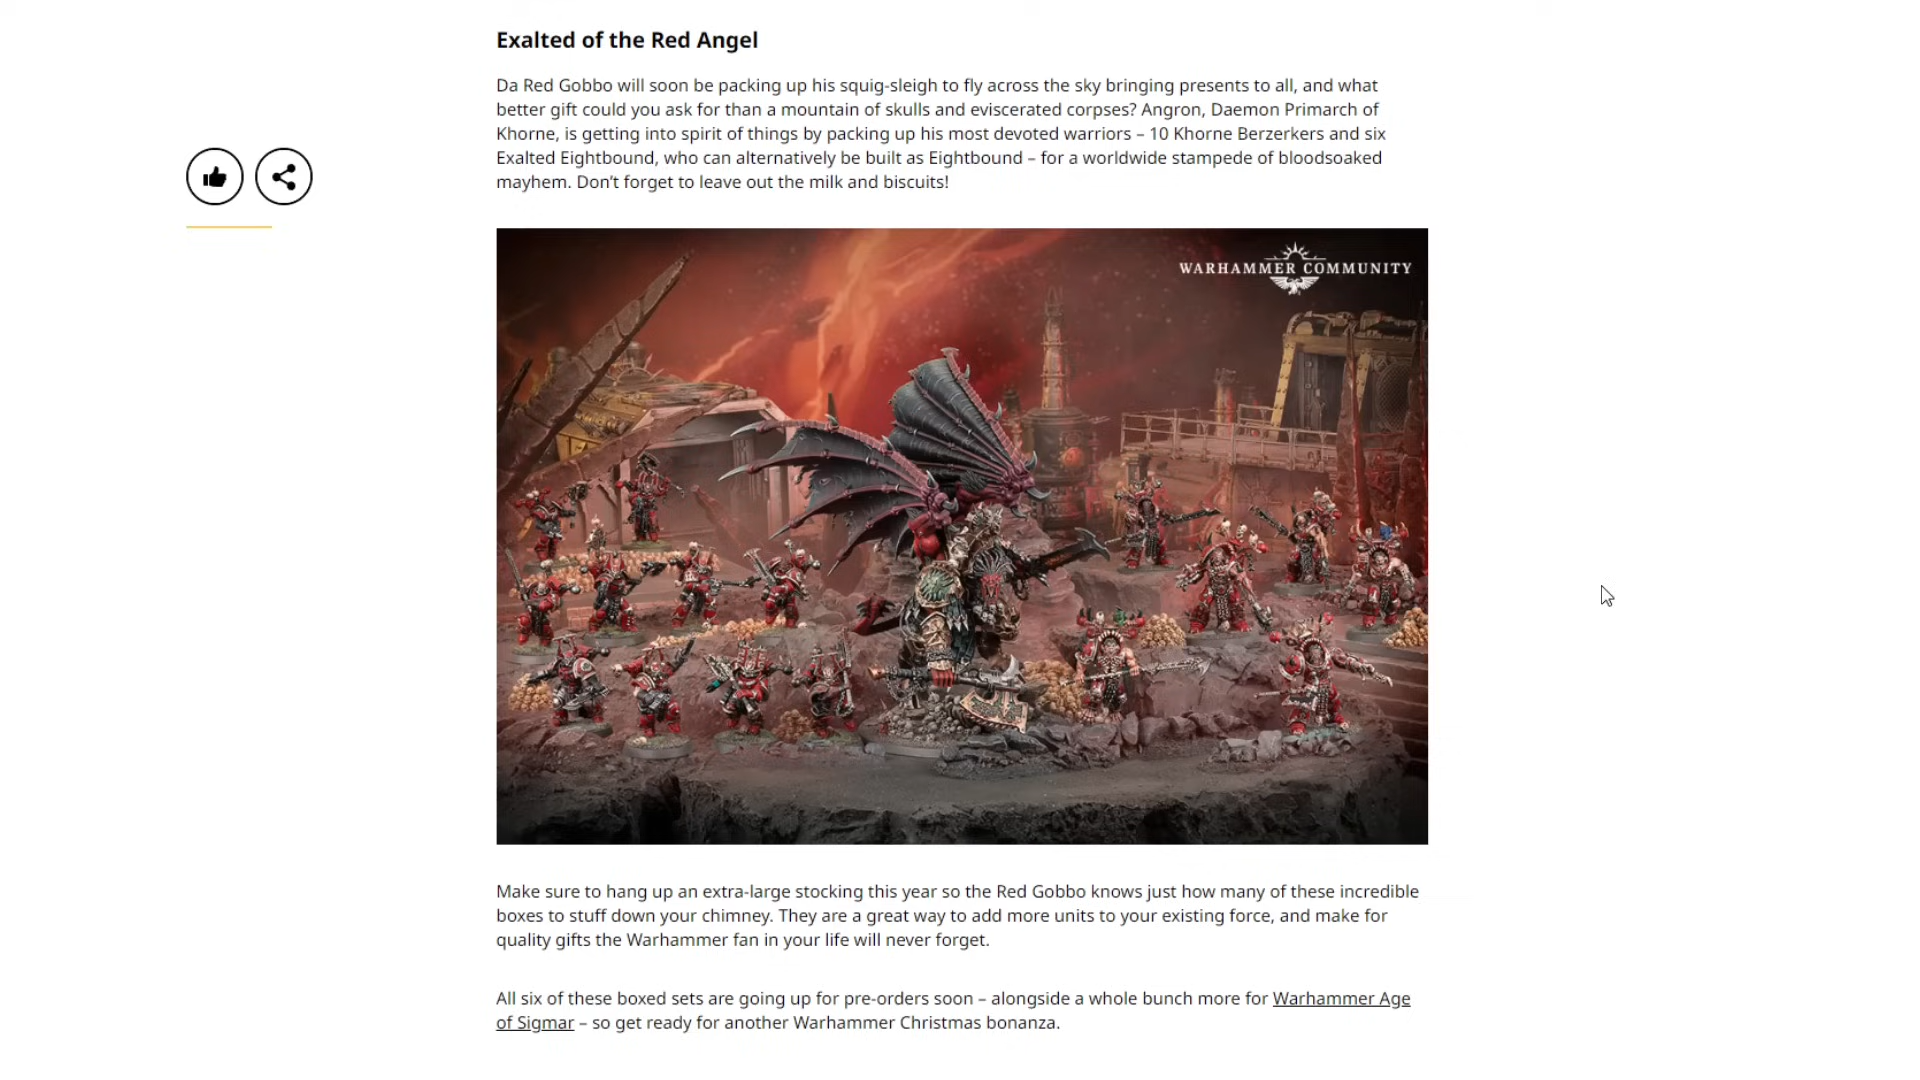 Exalted of the Red Angel
Da Red Gobbo will soon be packing up his squig-sleigh to fly across the sky bringing presents to all, and what
better gift could you ask for than a mountain of skulls and eviscerated corpses? Angron, Daemon Primarch of
Khorne, is getting into spirit of things by packing up his most devoted warriors – 10 Khorne Berzerkers and six
Exalted Eightbound, who can alternatively be built as Eightbound – for a worldwide stampede of bloodsoaked
mayhem. Don’t forget to leave out the milk and biscuits!
WARHAMMER COMMUNITY
Make sure to hang up an extra-large stocking this year so the Red Gobbo knows just how many of these incredible
boxes to stuff down your chimney. They are a great way to add more units to your existing force, and make for
quality gifts the Warhammer fan in your life will never forget.
All six of these boxed sets are going up for pre-orders soon – alongside a whole bunch more for Warhammer Age
of Sigmar – so get ready for another Warhammer Christmas bonanza.